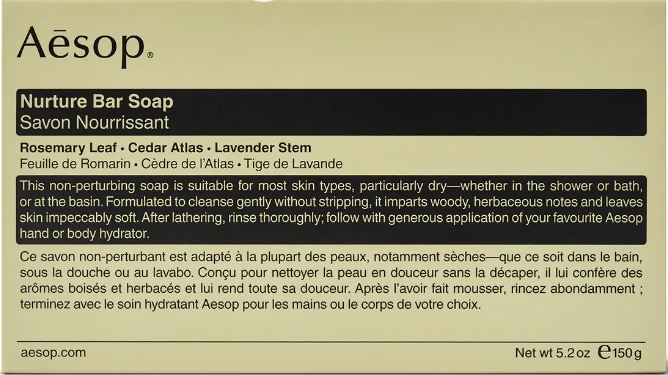 Aēsop®
Nurture Bar Soap
Savon Nourrissant
Rosemary Leaf • Cedar Atlas • Lavender Stem
Feuille de Romarin • Cèdre de l'Atlas • Tige de Lavande
This non-perturbing soap is suitable for most skin types, particularly dry—whether in the shower or bath,
or at the basin. Formulated to cleanse gently without stripping, it imparts woody, herbaceous notes and leaves
skin impeccably soft. After lathering, rinse thoroughly; follow with generous application of your favourite Aesop
hand or body hydrator.
Ce savon non-perturbant est adapté à la plupart des peaux, notamment sèches—que ce soit dans le bain,
sous la douche ou au lavabo. Conçu pour nettoyer la peau en douceur sans la décaper, il lui confère des
arômes boisés et herbacés et lui rend toute sa douceur. Après l'avoir fait mousser, rincez abondamment ;
terminez avec le soin hydratant Aesop pour les mains ou le corps de votre choix.
aesop.com
Net wt 5.2 oz ℮150 g